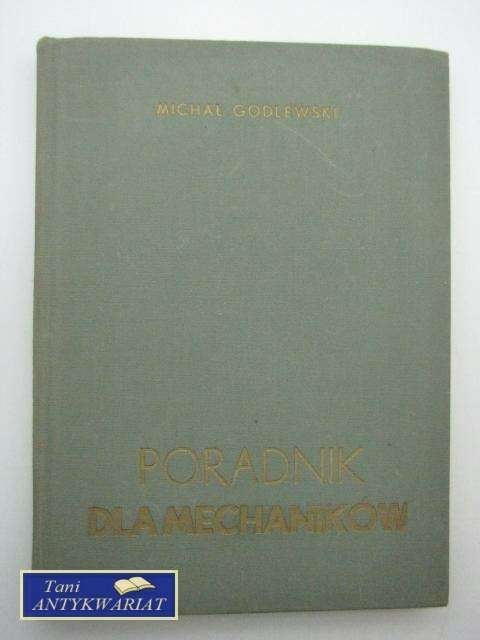 MICHAŁ GODLEWSKI
PORADNIK
DLA MECHANIKÓW
Tani
ANTYKWARIAT